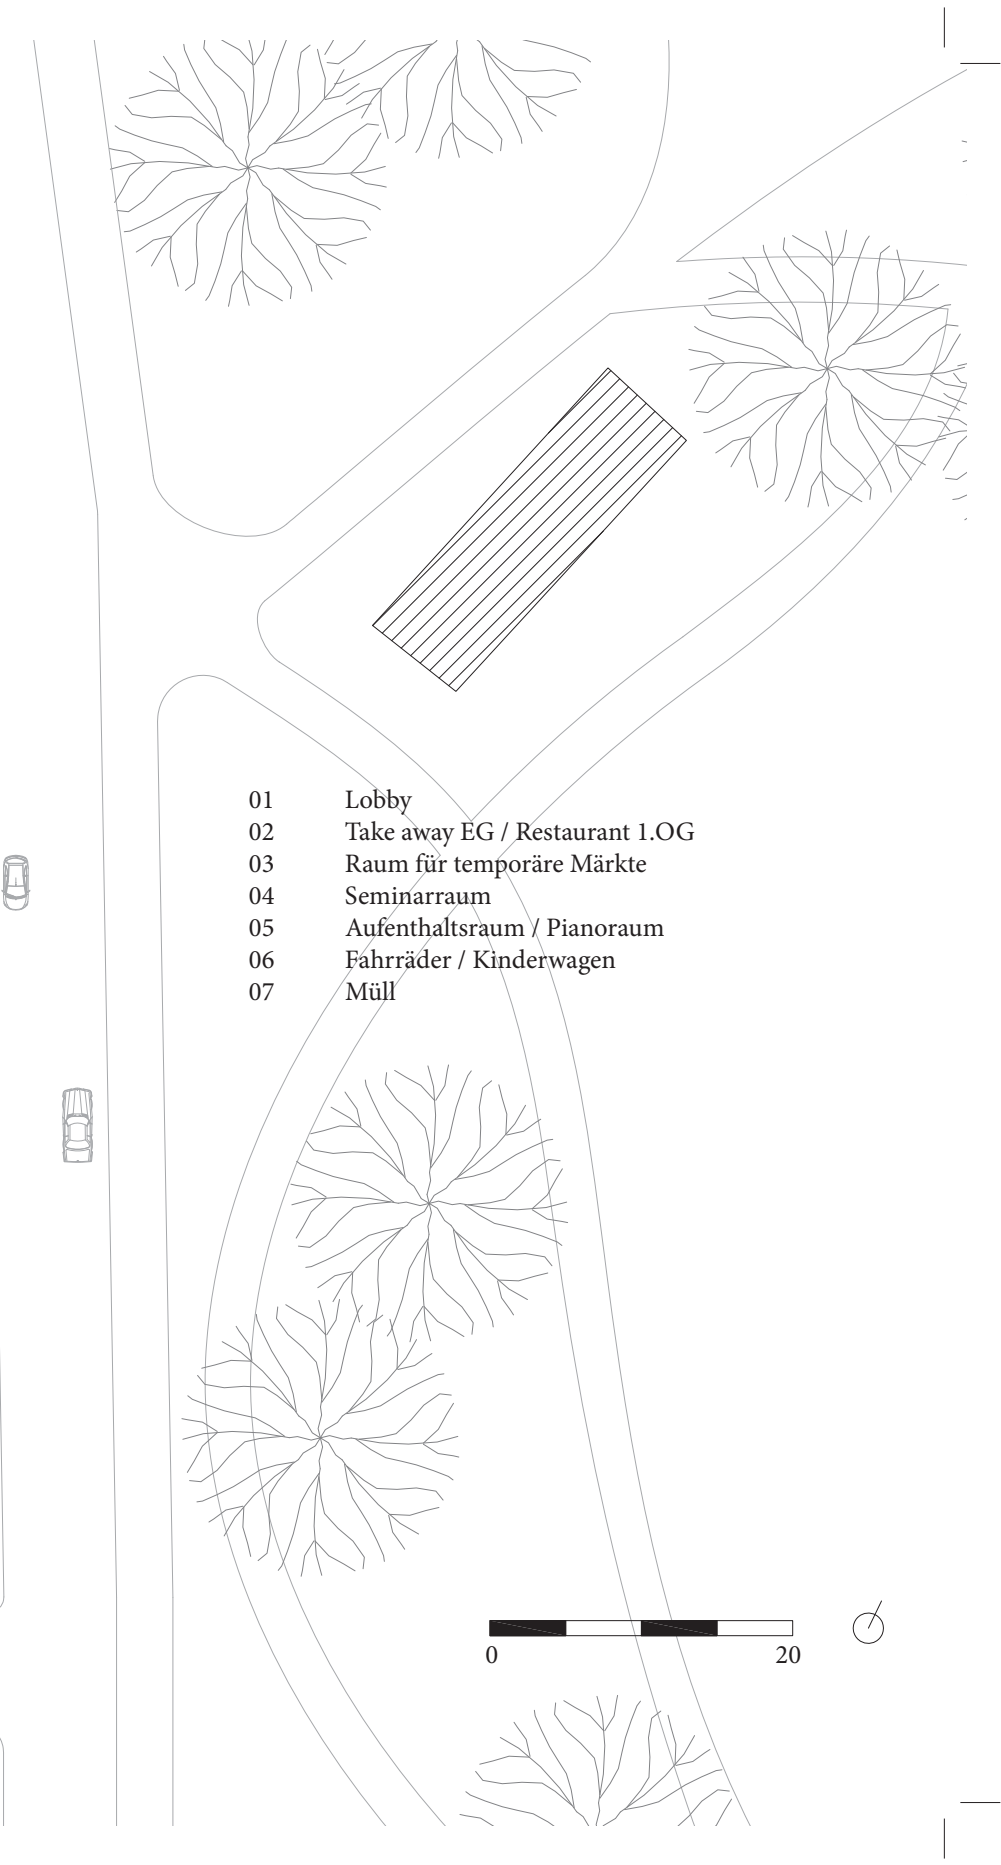 01 Lobby
02 Take away EG / Restaurant 1.OG
03 Raum für temporäre Märkte
04 Seminarraum
05 Aufenthaltsraum / Pianoraum
06 Fahrräder / Kinderwagen
07 Müll
0 20